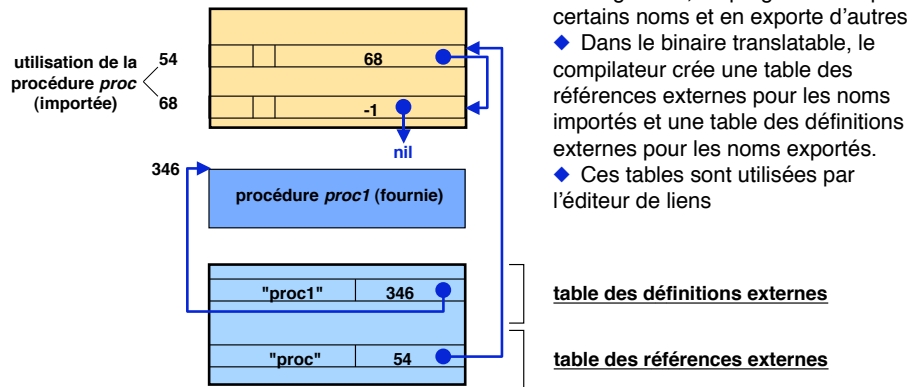 certains noms et en exporte d'autres
◆ Dans le binaire translatable, le
compilateur crée une table des
références externes pour les noms
importés et une table des définitions
externes pour les noms exportés.
◆ Ces tables sont utilisées par
l'éditeur de liens
utilisation de la
procédure proc
(importée)
54
68
68
-1
nil
346
procédure proc1 (fournie)
"proc1" 346
"proc" 54
table des définitions externes
table des références externes